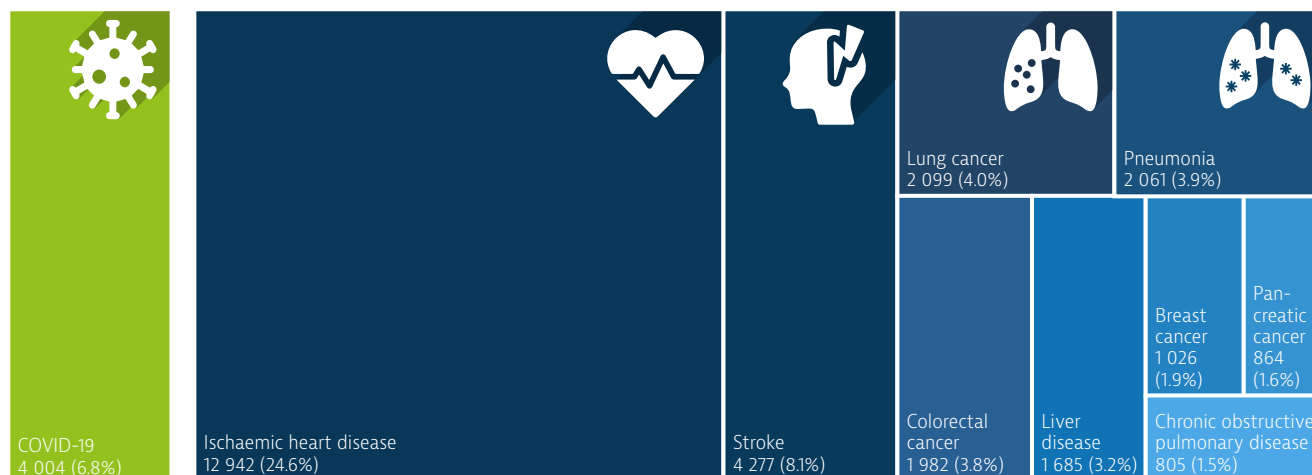 COVID-19
4 004 (6.8%)
Ischaemic heart disease
12 942 (24.6%)
Stroke
4 277 (8.1%)
Lung cancer
2 099 (4.0%)
Pneumonia
2 061 (3.9%)
Colorectal
cancer
1 982 (3.8%)
Liver
disease
1 685 (3.2%)
Breast
cancer
1 026
(1.9%)
Pan-
creatic
cancer
864
(1.6%)
Chronic obstructive
pulmonary disease
805 (1.5%)